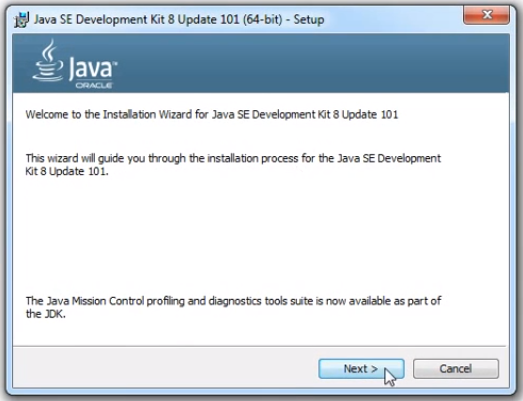 Java SE Development Kit 8 Update 101 (64-bit) - Setup
Java™
ORACLE
Welcome to the Installation Wizard for Java SE Development Kit 8 Update 101
This wizard will guide you through the installation process for the Java SE Development
Kit 8 Update 101.
The Java Mission Control profiling and diagnostics tools suite is now available as part of
the JDK.
Next >
Cancel